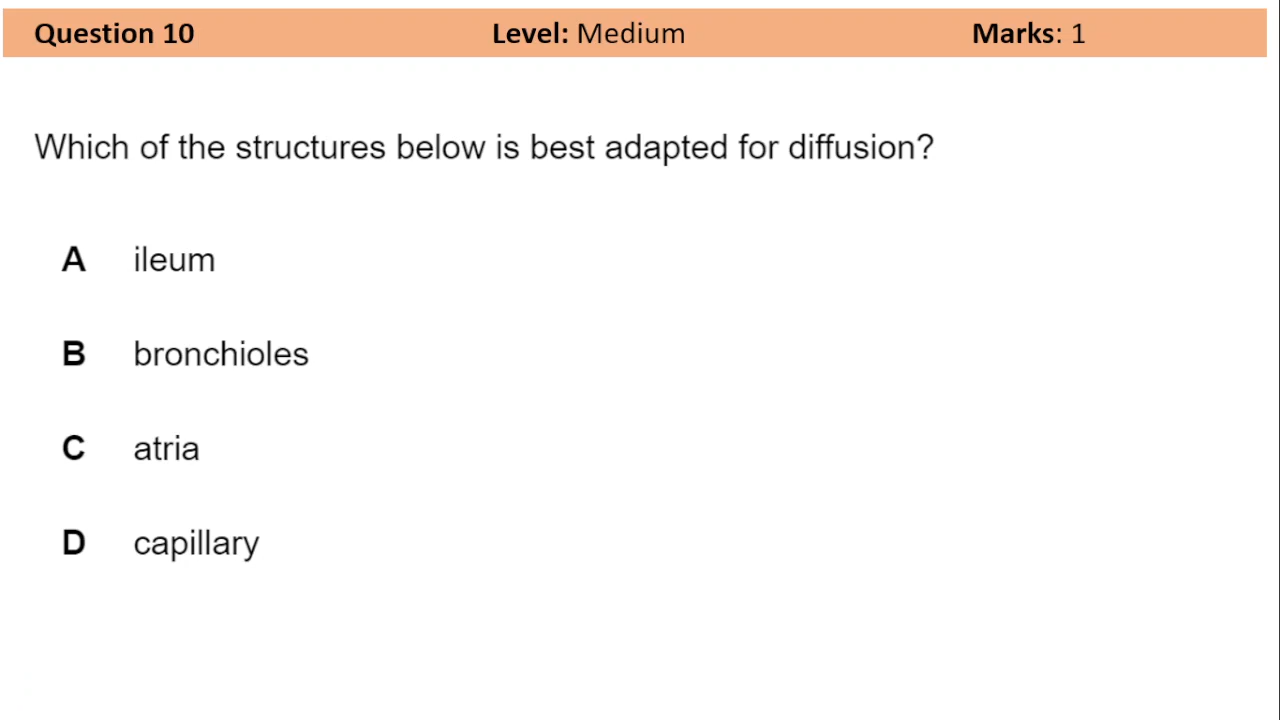 Question 10 Level: Medium Marks: 1
Which of the structures below is best adapted for diffusion?
A ileum
B bronchioles
C atria
D capillary